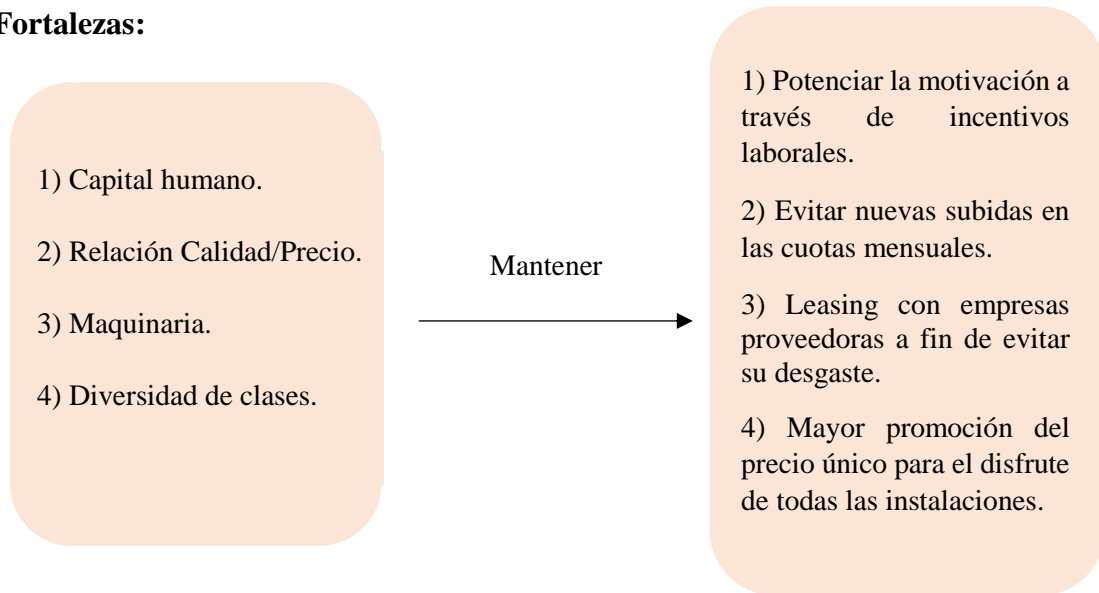 Fortalezas:
1) Capital humano.
2) Relación Calidad/Precio.
3) Maquinaria.
4) Diversidad de clases.
Mantener
1) Potenciar la motivación a
través de incentivos
laborales.
2) Evitar nuevas subidas en
las cuotas mensuales.
3) Leasing con empresas
proveedoras a fin de evitar
su desgaste.
4) Mayor promoción del
precio único para el disfrute
de todas las instalaciones.